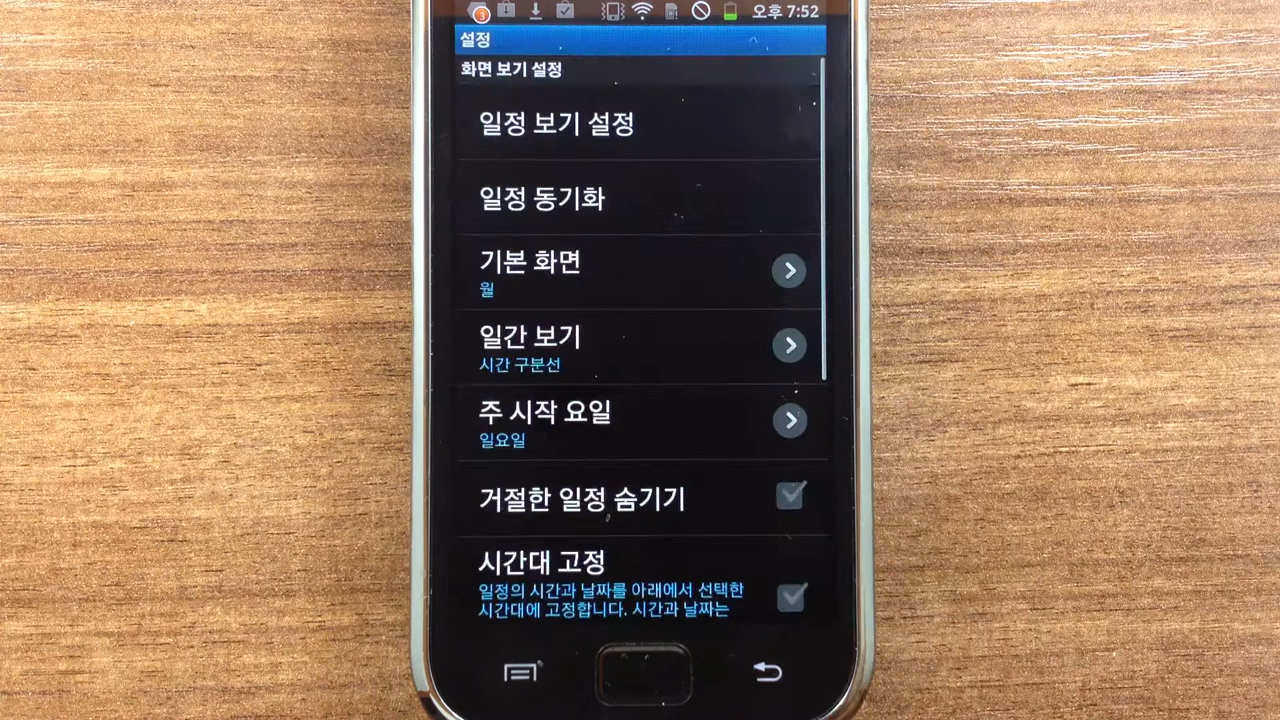 3
오후 7:52
설정
화면 보기 설정
일정 보기 설정
일정 동기화
기본 화면
월
일간 보기
시간 구분선
주 시작 요일
일요일
거절한 일정 숨기기
시간대 고정
일정의 시간과 날짜를 아래에서 선택한
시간대에 고정합니다. 시간과 날짜는